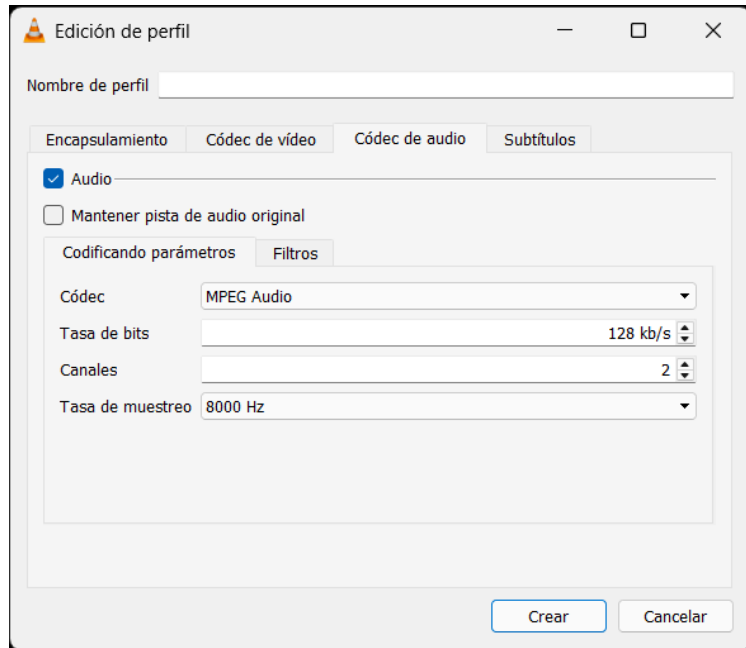 Edición de perfil
Nombre de perfil
Encapsulamiento Códec de vídeo Códec de audio Subtítulos
Audio
Mantener pista de audio original
Codificando parámetros Filtros
Códec MPEG Audio
Tasa de bits 128 kb/s
Canales 2
Tasa de muestreo 8000 Hz
Crear Cancelar